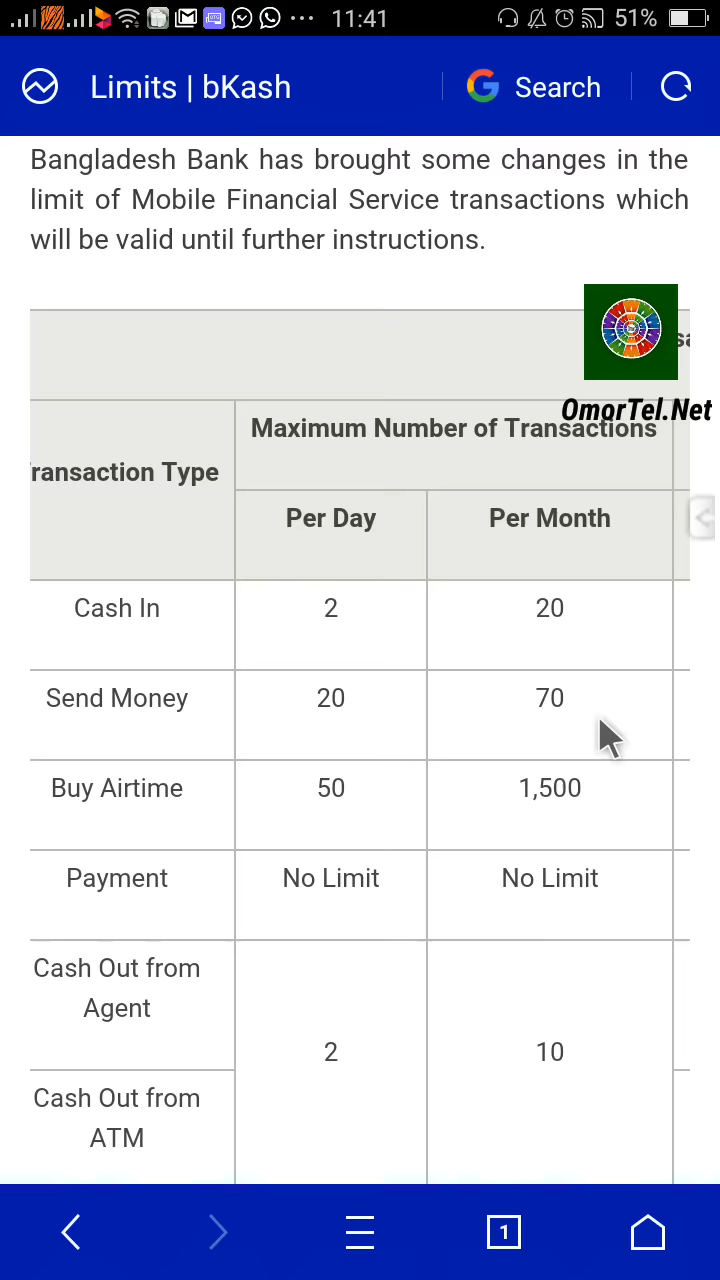 11:41
51%
Limits | bKash
Search
Bangladesh Bank has brought some changes in the
limit of Mobile Financial Service transactions which
will be valid until further instructions.
OmorTel.Net
Maximum Number of Transactions
ransaction Type
Per Day
Per Month
Cash In
2
20
Send Money
20
70
Buy Airtime
50
1,500
Payment
No Limit
No Limit
Cash Out from
Agent
2
10
Cash Out from
ATM
1